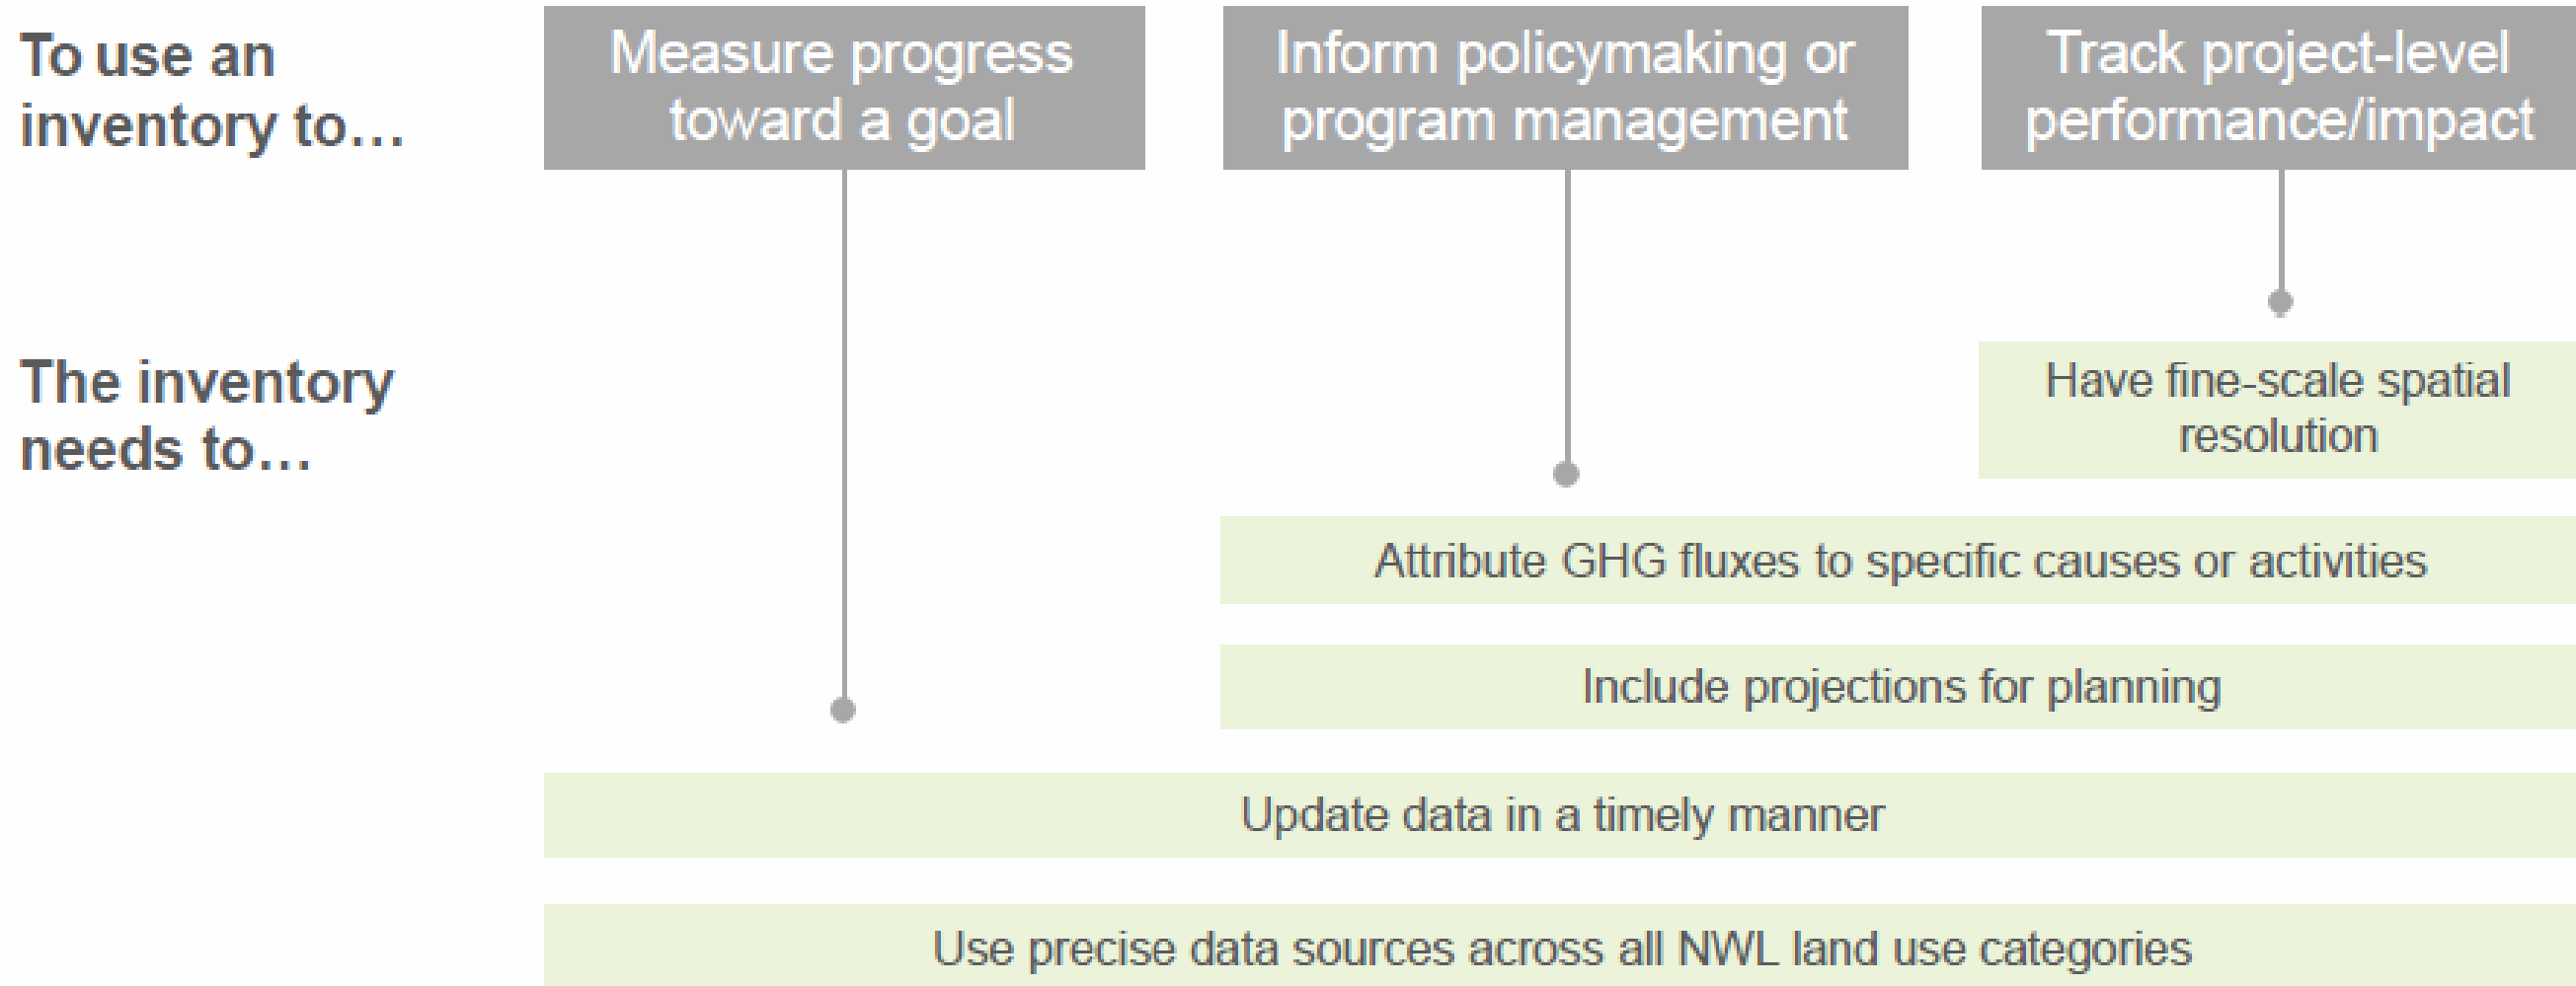 To use an
inventory to…
Measure progress
toward a goal
Inform policymaking or
program management
Track project-level
performance/impact
The inventory
needs to…
Have fine-scale spatial
resolution
Attribute GHG fluxes to specific causes or activities
Include projections for planning
Update data in a timely manner
Use precise data sources across all NWL land use categories